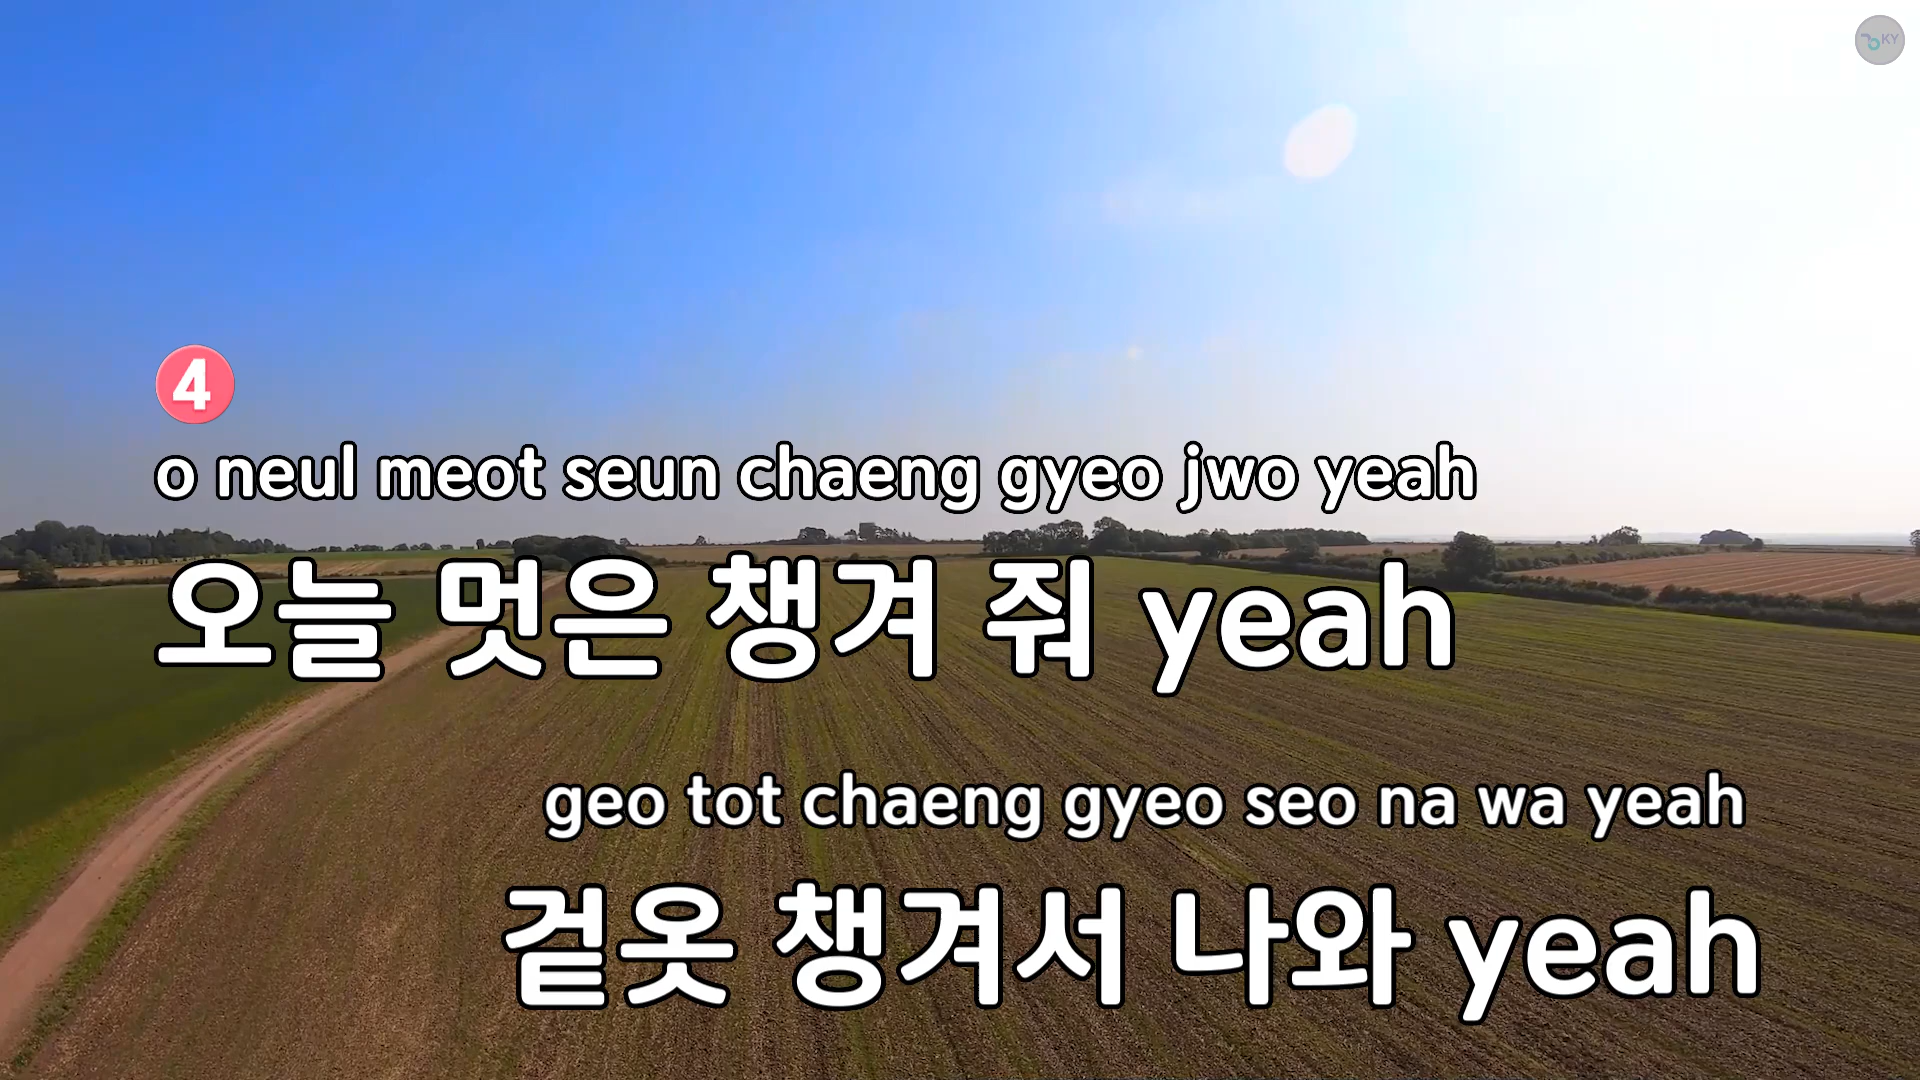 KY
4
o neul meot seun chaeng gyeo jwo yeah
오늘 멋은 챙겨 줘 yeah
geo tot chaeng gyeo seo na wa yeah
겉옷 챙겨서 나와 yeah